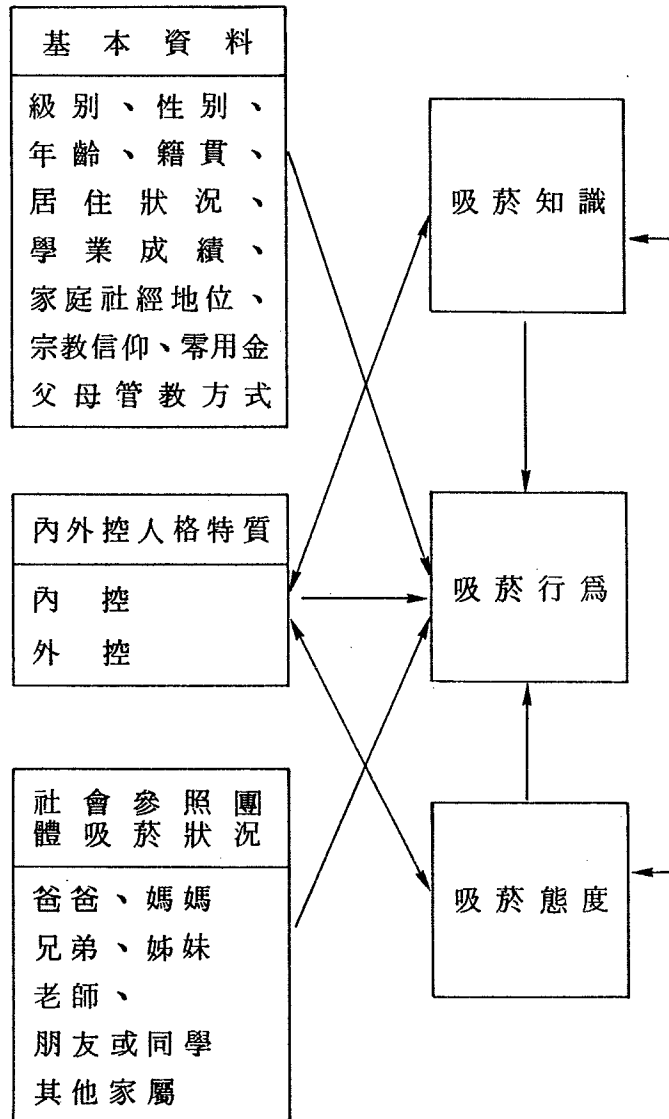 基本資料
級別、性別、
年齡、籍貫、
居住狀況、
學業成績、
家庭社經地位、
宗教信仰、零用金
父母管教方式
內外控人格特質
內控
外控
社會參照團
體吸菸狀況
爸爸、媽媽
兄弟、姊妹
老師、
朋友或同學
其他家屬
吸菸知識
吸菸行爲
吸菸態度